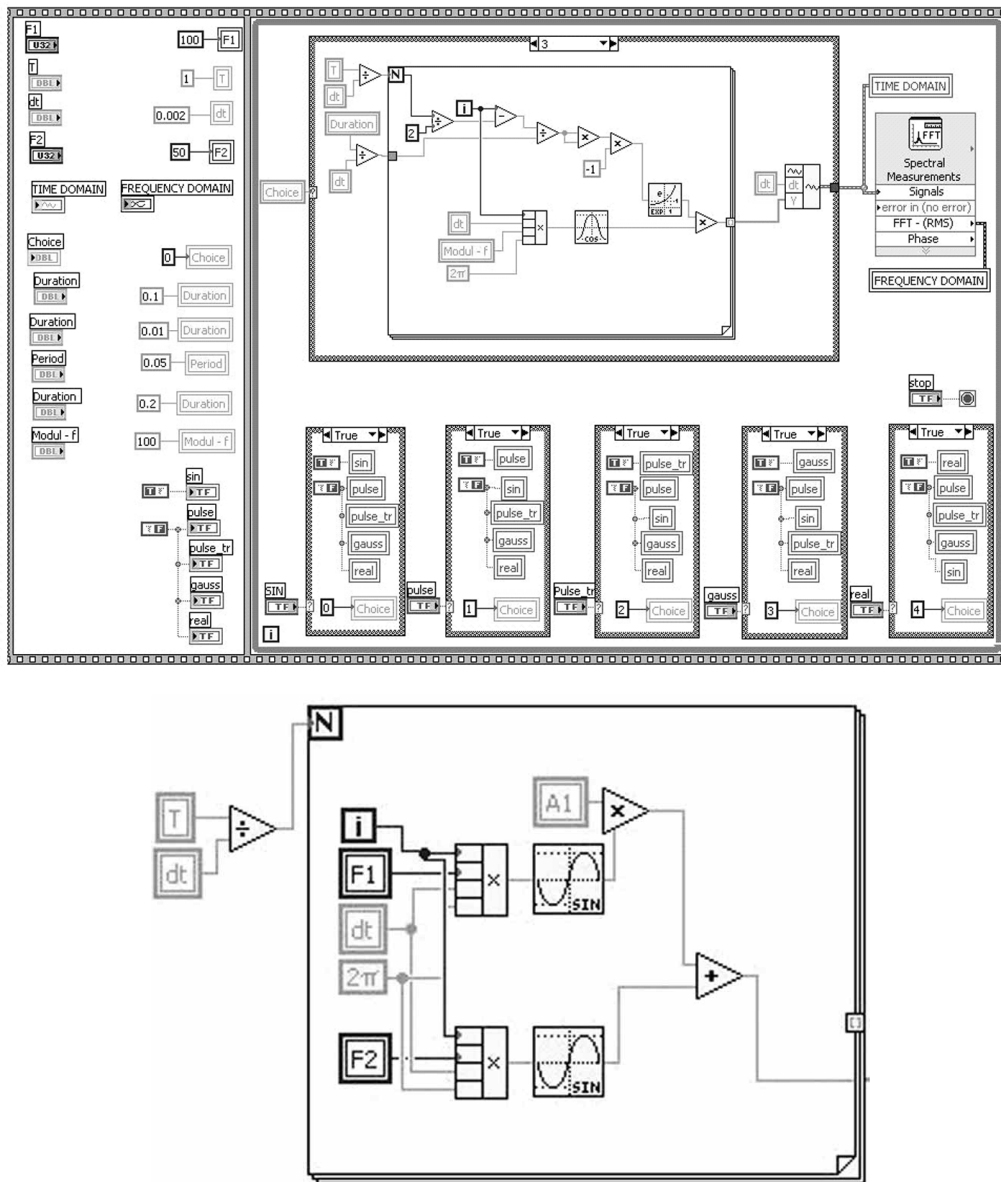 F1
U32
100 F1
T
DBL
1 T
dt
DBL
0.002 dt
F2
U32
50 F2
TIME DOMAIN FREQUENCY DOMAIN
Choice
DBL
0 Choice
Duration
DBL
0.1 Duration
Duration
DBL
0.01 Duration
Period
DBL
0.05 Period
Duration
DBL
0.2 Duration
Modul - f
DBL
100 Modul - f
sin
T F TF
pulse
T F TF
pulse_tr
TF
gauss
TF
real
TF
3
T
÷
N
dt
i
÷
−
2
÷
×
×
Duration
÷
-1
dt
Choice
?
e
EXP 1
×
dt
×
COS
Modul - f
2π
dt
dt
Y
TIME DOMAIN
FFT
Spectral
Measurements
Signals
error in (no error)
FFT - (RMS)
Phase
FREQUENCY DOMAIN
stop
TF
True
T F sin
T F pulse
pulse_tr
gauss
real
SIN
TF ? 0 Choice
True
T F pulse
T F sin
pulse_tr
gauss
real
pulse
TF ? 1 Choice
True
T F pulse_tr
T F pulse
sin
gauss
real
Pulse_tr
TF ? 2 Choice
True
T F gauss
T F pulse
sin
pulse_tr
real
gauss
TF ? 3 Choice
True
T F real
T F pulse
pulse_tr
gauss
sin
real
TF ? 4 Choice
i
N
T
÷
dt
A1 ×
i
F1
×
SIN
dt
2π
+
F2
×
SIN